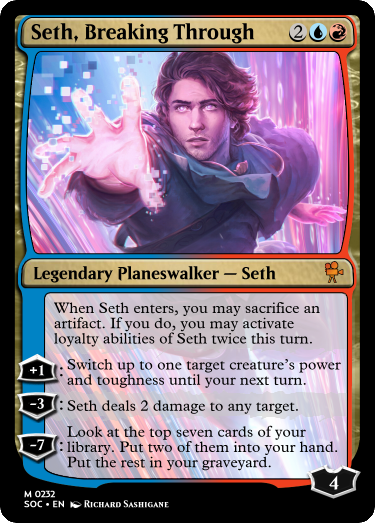 Seth, Breaking Through 2
Legendary Planeswalker — Seth
When Seth enters, you may sacrifice an
artifact. If you do, you may activate
loyalty abilities of Seth twice this turn.
+1: Switch up to one target creature's power
and toughness until your next turn.
−3: Seth deals 2 damage to any target.
−7: Look at the top seven cards of your
library. Put two of them into your hand.
Put the rest in your graveyard.
4
M 0232
SOC • EN Richard Sashigane